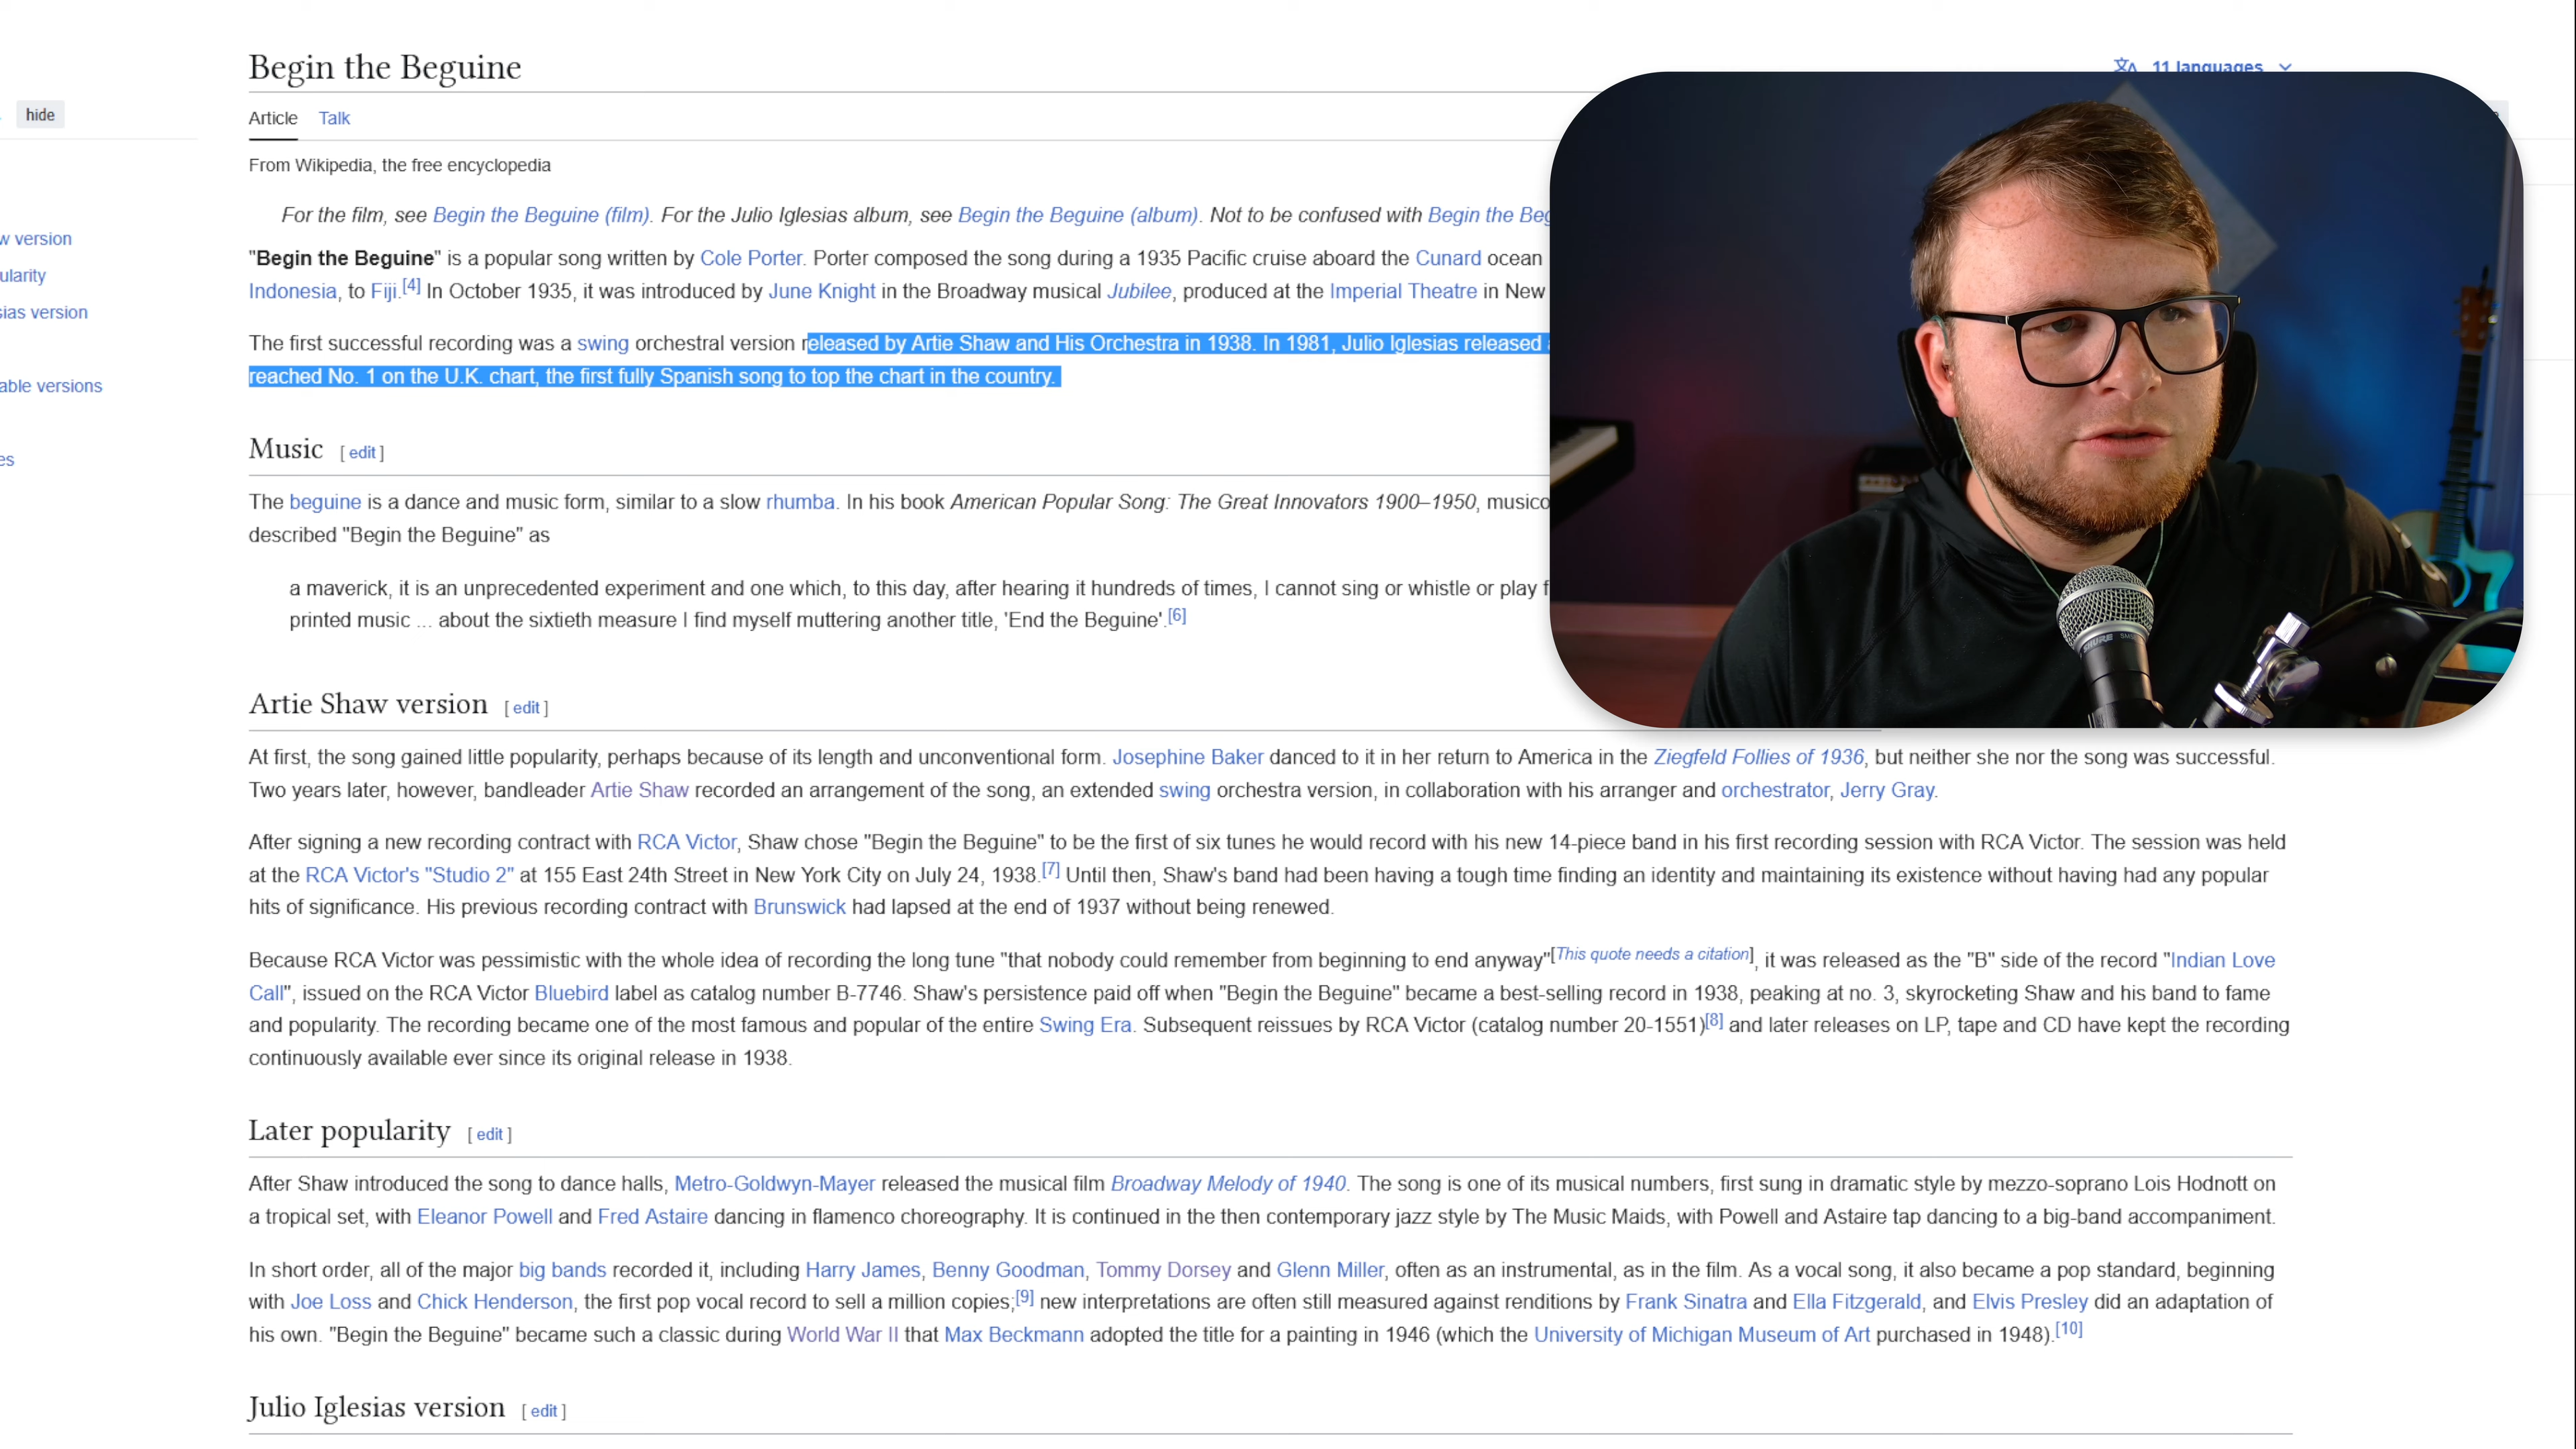 Begin the Beguine
11 languages
hide
Article Talk
From Wikipedia, the free encyclopedia
For the film, see Begin the Beguine (film). For the Julio Iglesias album, see Begin the Beguine (album). Not to be confused with Begin the
w version
"Begin the Beguine" is a popular song written by Cole Porter. Porter composed the song during a 1935 Pacific cruise aboard the Cunard ocean
ularity
Indonesia, to Fiji.[4] In October 1935, it was introduced by June Knight in the Broadway musical Jubilee, produced at the Imperial Theatre in New
ias version
The first successful recording was a swing orchestral version released by Artie Shaw and His Orchestra in 1938. In 1981, Julio Iglesias released
reached No. 1 on the U.K. chart, the first fully Spanish song to top the chart in the country.
able versions
Music [ edit ]
es
The beguine is a dance and music form, similar to a slow rhumba. In his book American Popular Song: The Great Innovators 1900–1950, musico
described "Begin the Beguine" as
a maverick, it is an unprecedented experiment and one which, to this day, after hearing it hundreds of times, I cannot sing or whistle or play f
printed music ... about the sixtieth measure I find myself muttering another title, 'End the Beguine'.[6]
SHURE
Artie Shaw version [ edit ]
At first, the song gained little popularity, perhaps because of its length and unconventional form. Josephine Baker danced to it in her return to America in the Ziegfeld Follies of 1936, but neither she nor the song was successful.
Two years later, however, bandleader Artie Shaw recorded an arrangement of the song, an extended swing orchestra version, in collaboration with his arranger and orchestrator, Jerry Gray.
After signing a new recording contract with RCA Victor, Shaw chose "Begin the Beguine" to be the first of six tunes he would record with his new 14-piece band in his first recording session with RCA Victor. The session was held
at the RCA Victor's "Studio 2" at 155 East 24th Street in New York City on July 24, 1938.[7] Until then, Shaw's band had been having a tough time finding an identity and maintaining its existence without having had any popular
hits of significance. His previous recording contract with Brunswick had lapsed at the end of 1937 without being renewed.
Because RCA Victor was pessimistic with the whole idea of recording the long tune "that nobody could remember from beginning to end anyway"[This quote needs a citation], it was released as the "B" side of the record "Indian Love
Call", issued on the RCA Victor Bluebird label as catalog number B-7746. Shaw's persistence paid off when "Begin the Beguine" became a best-selling record in 1938, peaking at no. 3, skyrocketing Shaw and his band to fame
and popularity. The recording became one of the most famous and popular of the entire Swing Era. Subsequent reissues by RCA Victor (catalog number 20-1551)[8] and later releases on LP, tape and CD have kept the recording
continuously available ever since its original release in 1938.
Later popularity [ edit ]
After Shaw introduced the song to dance halls, Metro-Goldwyn-Mayer released the musical film Broadway Melody of 1940. The song is one of its musical numbers, first sung in dramatic style by mezzo-soprano Lois Hodnott on
a tropical set, with Eleanor Powell and Fred Astaire dancing in flamenco choreography. It is continued in the then contemporary jazz style by The Music Maids, with Powell and Astaire tap dancing to a big-band accompaniment.
In short order, all of the major big bands recorded it, including Harry James, Benny Goodman, Tommy Dorsey and Glenn Miller, often as an instrumental, as in the film. As a vocal song, it also became a pop standard, beginning
with Joe Loss and Chick Henderson, the first pop vocal record to sell a million copies;[9] new interpretations are often still measured against renditions by Frank Sinatra and Ella Fitzgerald, and Elvis Presley did an adaptation of
his own. "Begin the Beguine" became such a classic during World War II that Max Beckmann adopted the title for a painting in 1946 (which the University of Michigan Museum of Art purchased in 1948).[10]
Julio Iglesias version [ edit ]